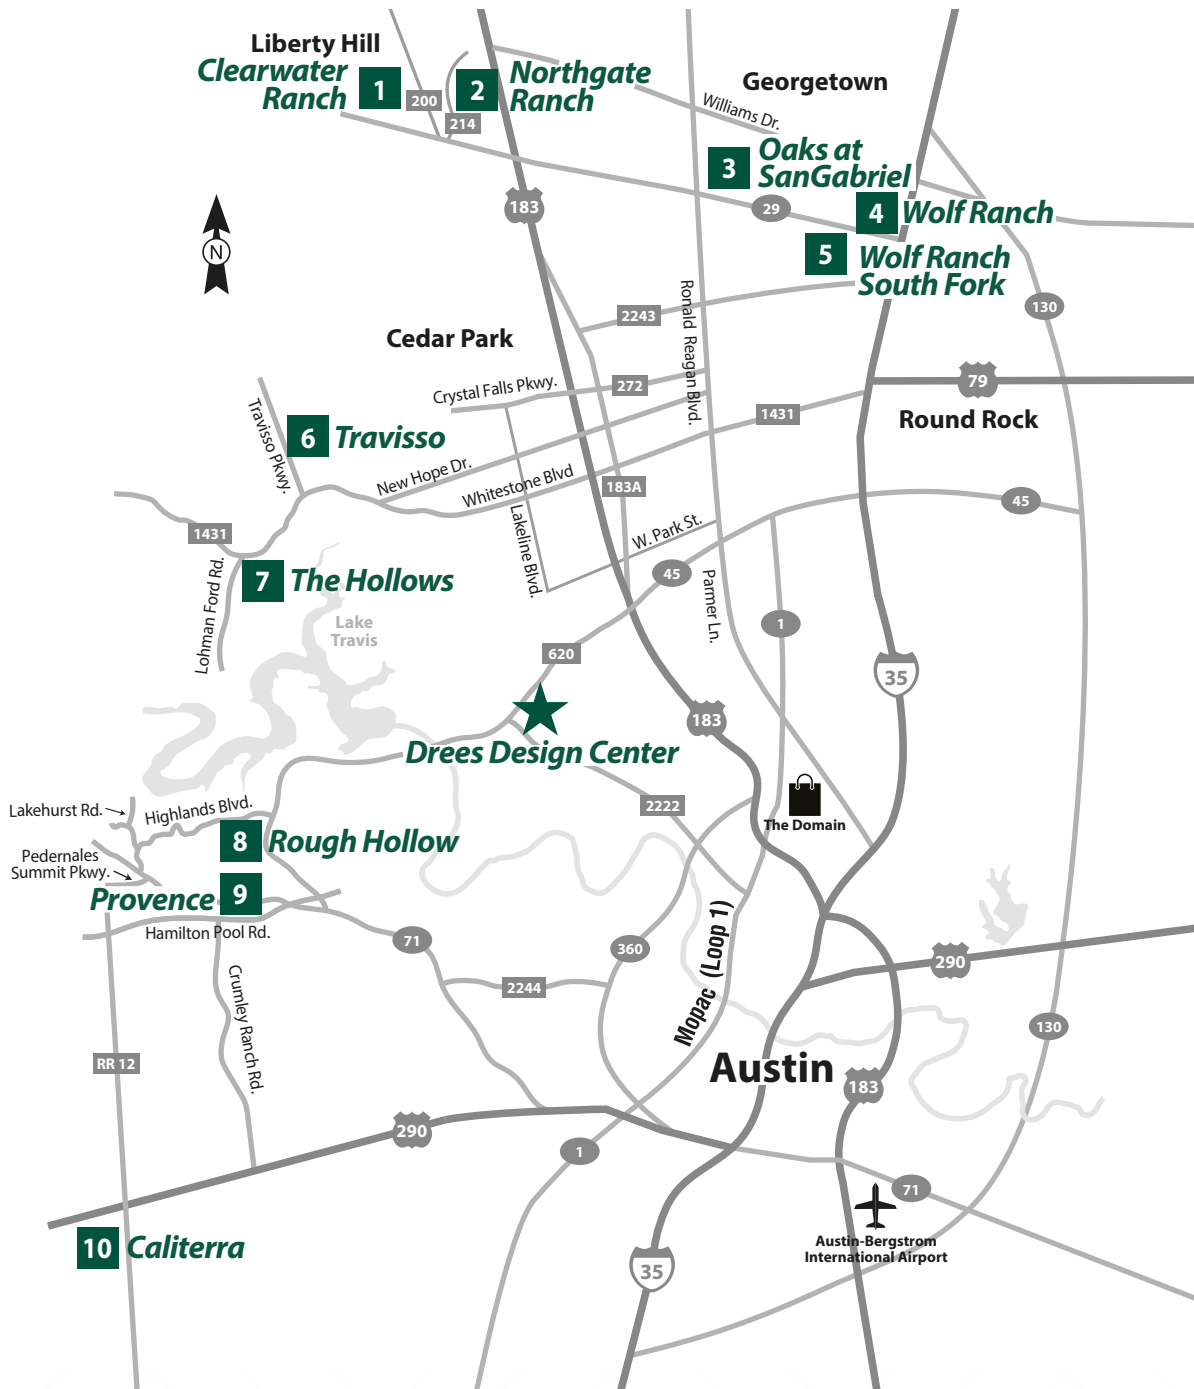 Liberty Hill
Clearwater
Ranch
1
200
2
214
Northgate
Ranch
Georgetown
Williams Dr.
3
Oaks at
SanGabriel
183
29
4
Wolf Ranch
5
Wolf Ranch
South Fork
N
130
2243
Ronald Reagan Blvd.
Cedar Park
79
Crystal Falls Pkwy.
272
1431
Round Rock
Travisso Pkwy.
6
Travisso
New Hope Dr.
Whitestone Blvd
183A
45
Lakeline Blvd.
W. Park St.
1431
45
Lohman Ford Rd.
7
The Hollows
Parmer Ln.
Lake
Travis
1
620
35
183
Drees Design Center
2222
The Domain
Lakehurst Rd.
Highlands Blvd.
8
Rough Hollow
Pedernales
Summit Pkwy.
Provence
9
Hamilton Pool Rd.
71
360
Mopac (Loop 1)
290
2244
Crumley Ranch Rd.
130
RR 12
Austin
183
290
1
71
Austin-Bergstrom
International Airport
10
Caliterra
35